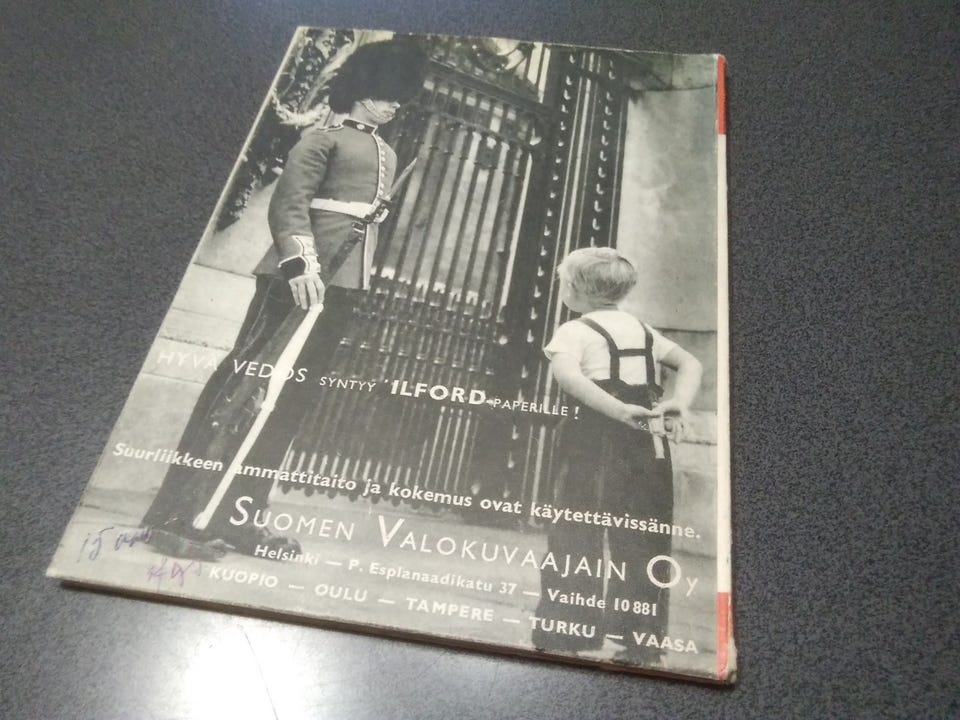 HYVÄ VEDOS SYNTYY ILFORD-PAPERILLE!
Suurliikkeen ammattitaito ja kokemus ovat käytettävissänne.
SUOMEN VALOKUVAAJAIN Oy
Helsinki — P. Esplanaadikatu 37 — Vaihde 10 881
KUOPIO — OULU — TAMPERE — TURKU — VAASA